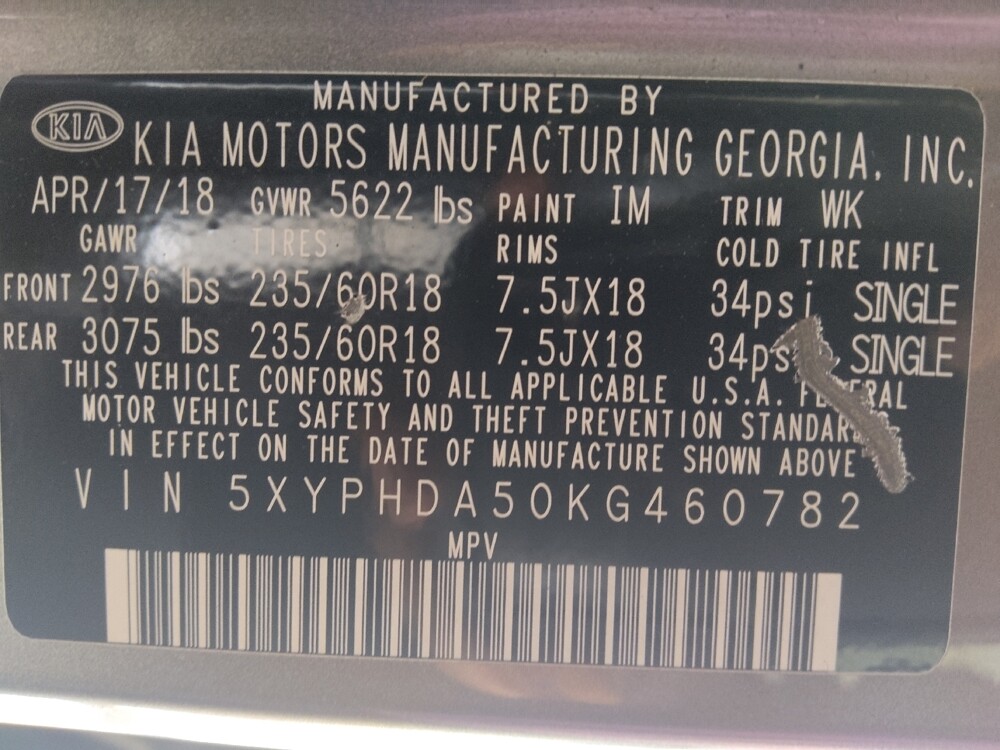 MANUFACTURED BY
KIA KIA MOTORS MANUFACTURING GEORGIA, INC.
APR/17/18 GVWR 5622 lbs PAINT IM TRIM WK
GAWR TIRES RIMS COLD TIRE INFL
FRONT 2976 lbs 235/60R18 7.5JX18 34psi SINGLE
REAR 3075 lbs 235/60R18 7.5JX18 34psi SINGLE
THIS VEHICLE CONFORMS TO ALL APPLICABLE U.S.A. FEDERAL
MOTOR VEHICLE SAFETY AND THEFT PREVENTION STANDARDS
IN EFFECT ON THE DATE OF MANUFACTURE SHOWN ABOVE
VIN 5XYPHDA50KG460782
MPV